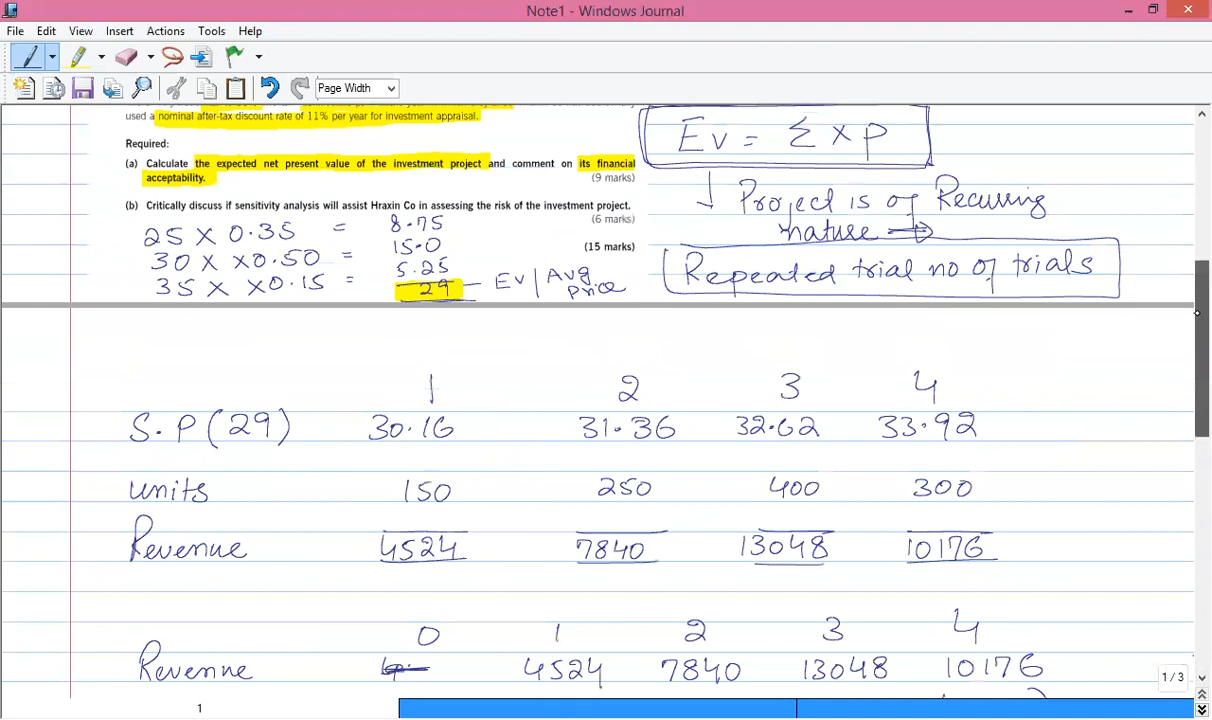 Note1 - Windows Journal
File Edit View Insert Actions Tools Help
Page Width
used a nominal after-tax discount rate of 11% per year for investment appraisal.
Required:
(a) Calculate the expected net present value of the investment project and comment on its financial
acceptability. (9 marks)
(b) Critically discuss if sensitivity analysis will assist Hraxin Co in assessing the risk of the investment project.
(6 marks)
(15 marks)
25 X 0.35 = 8.75
30 X x0.50 = 15.0
35 X x0.15 = 5.25
29 EV | Avg
Price
Ev = Σ x p
↓ Project is of Recuring
nature →
Repeated trial no of trials
1 2 3 4
S.P (29) 30.16 31.36 32.62 33.92
units 150 250 400 300
Revenue 4524 7840 13048 10176
0 1 2 3 4
Revenue 4524 7840 13048 10176
1 / 3
1